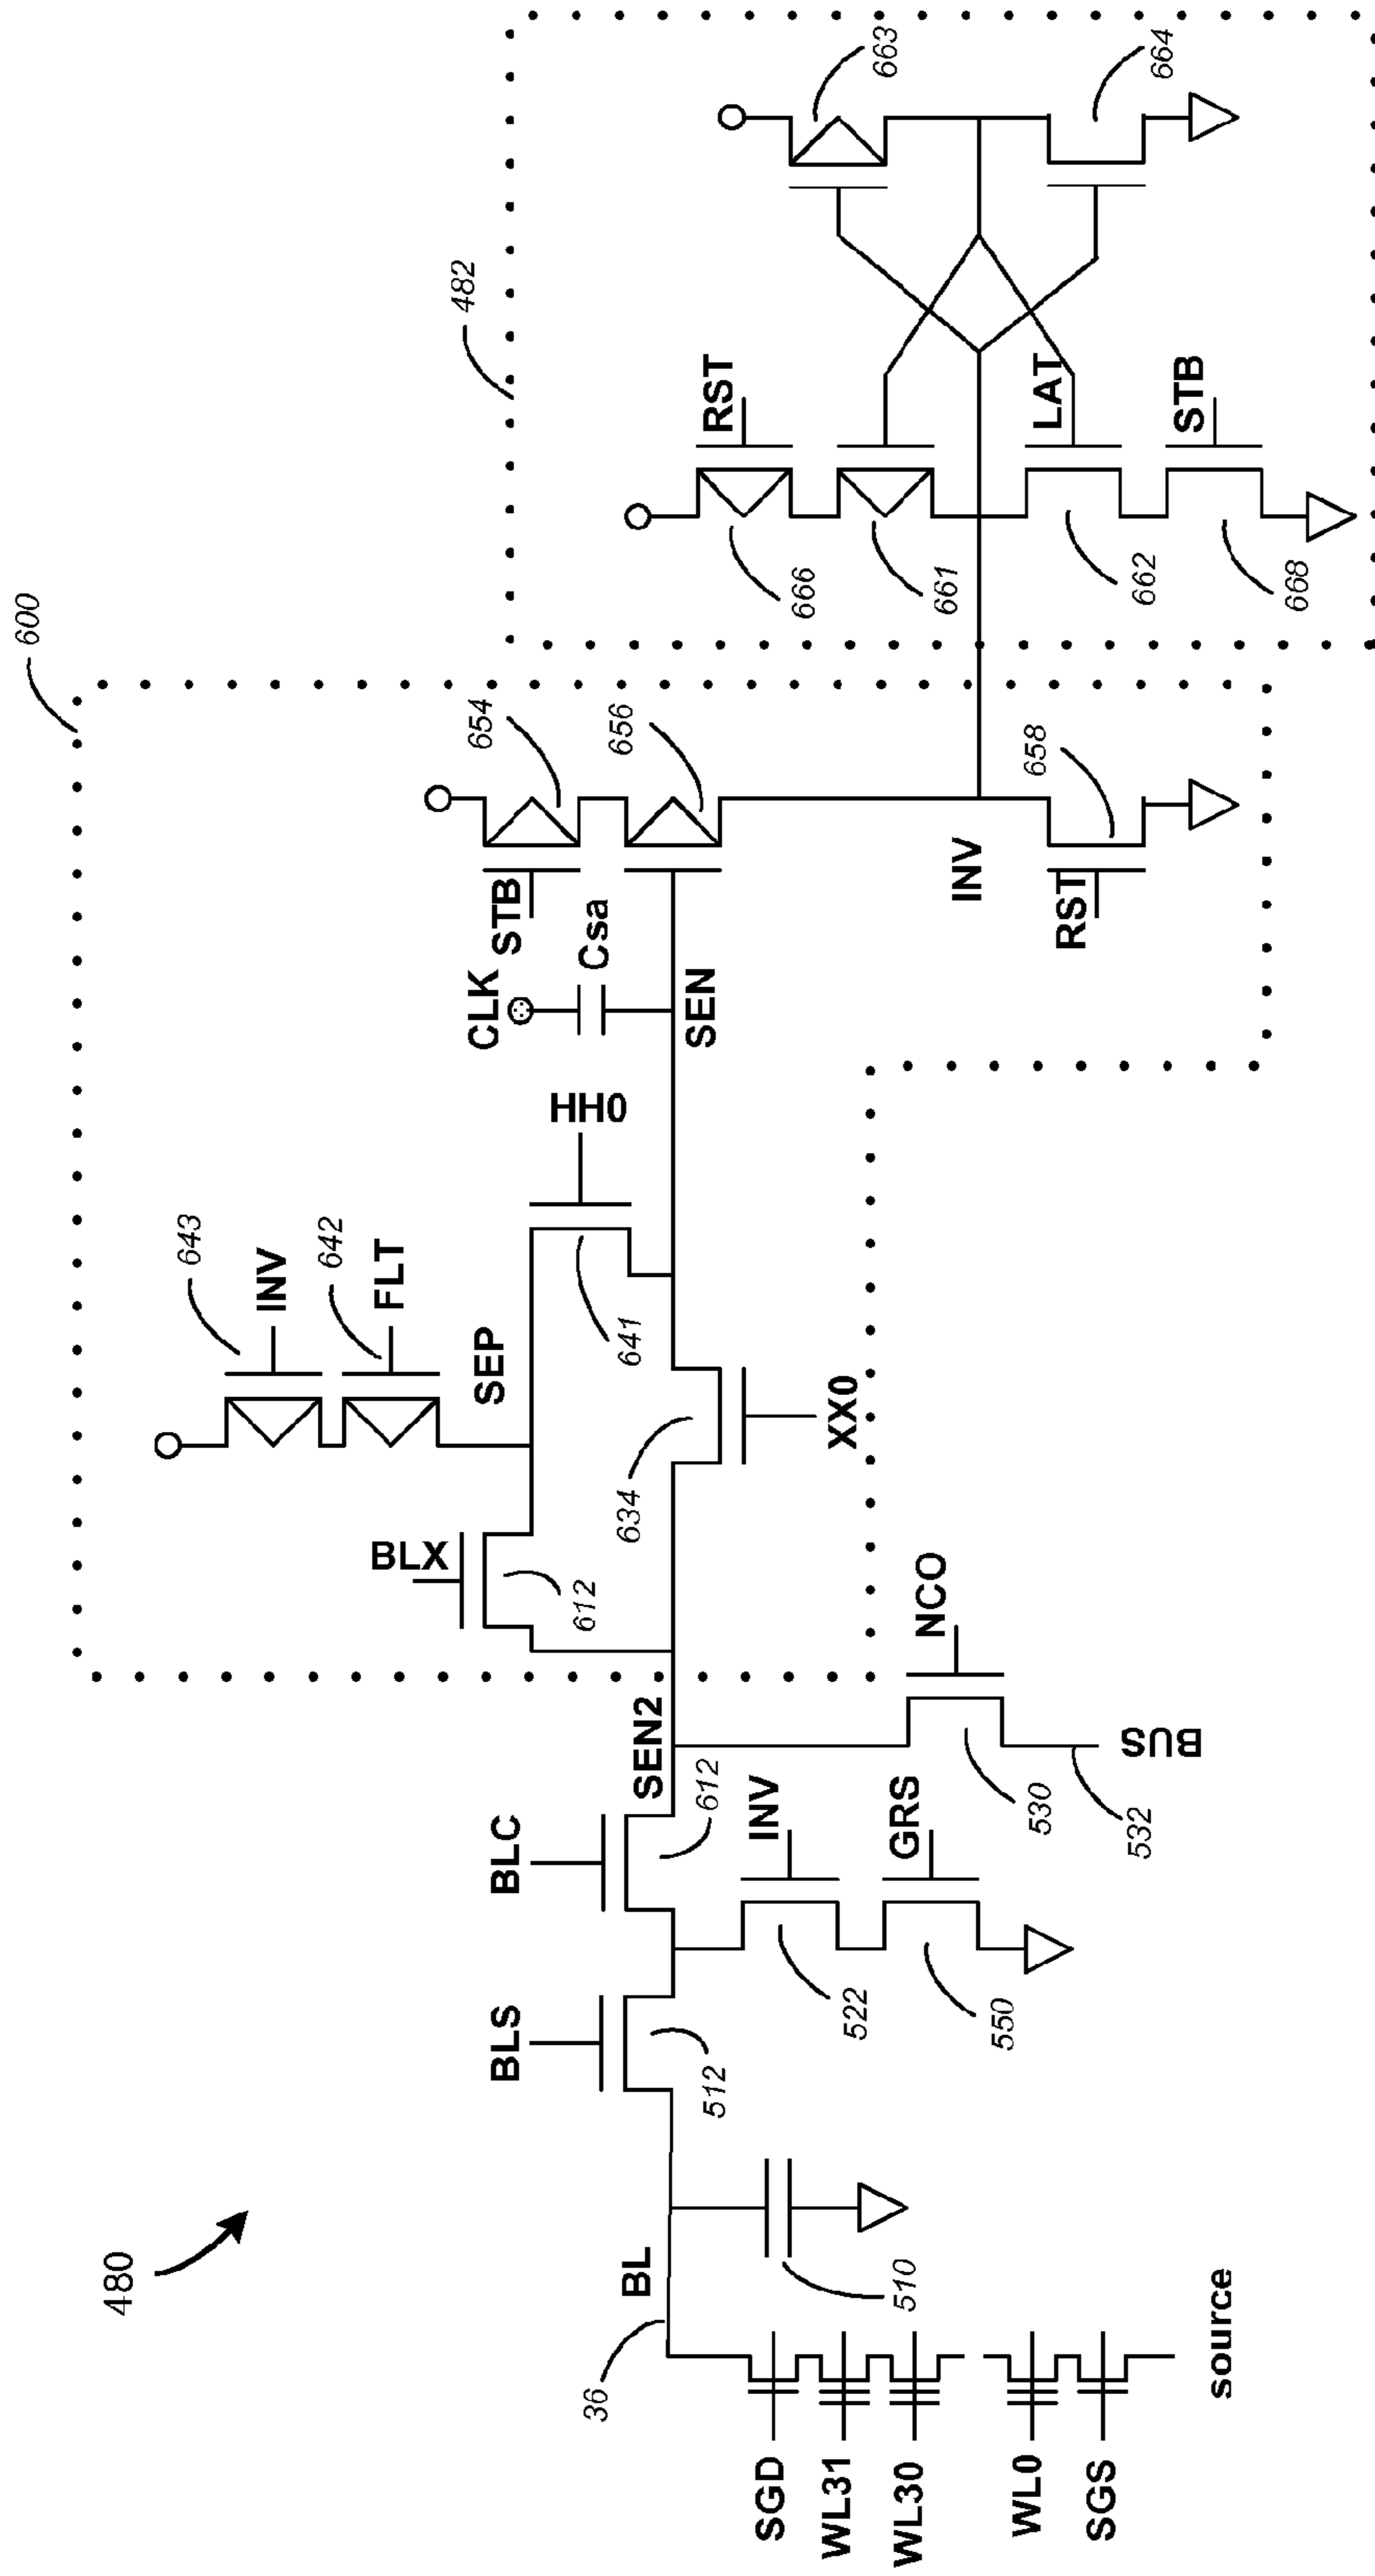 480
600
482
36
BL
510
SGD
WL31
WL30
WL0
SGS
source
BLS
512
BLC
612
SEN2
INV
522
GRS
550
NCO
530
532
BUS
BLX
612
643
INV
642
FLT
SEP
634
XX0
641
HH0
CLK
STB
Csa
SEN
654
656
INV
RST
658
RST
666
661
LAT
662
STB
668
663
664